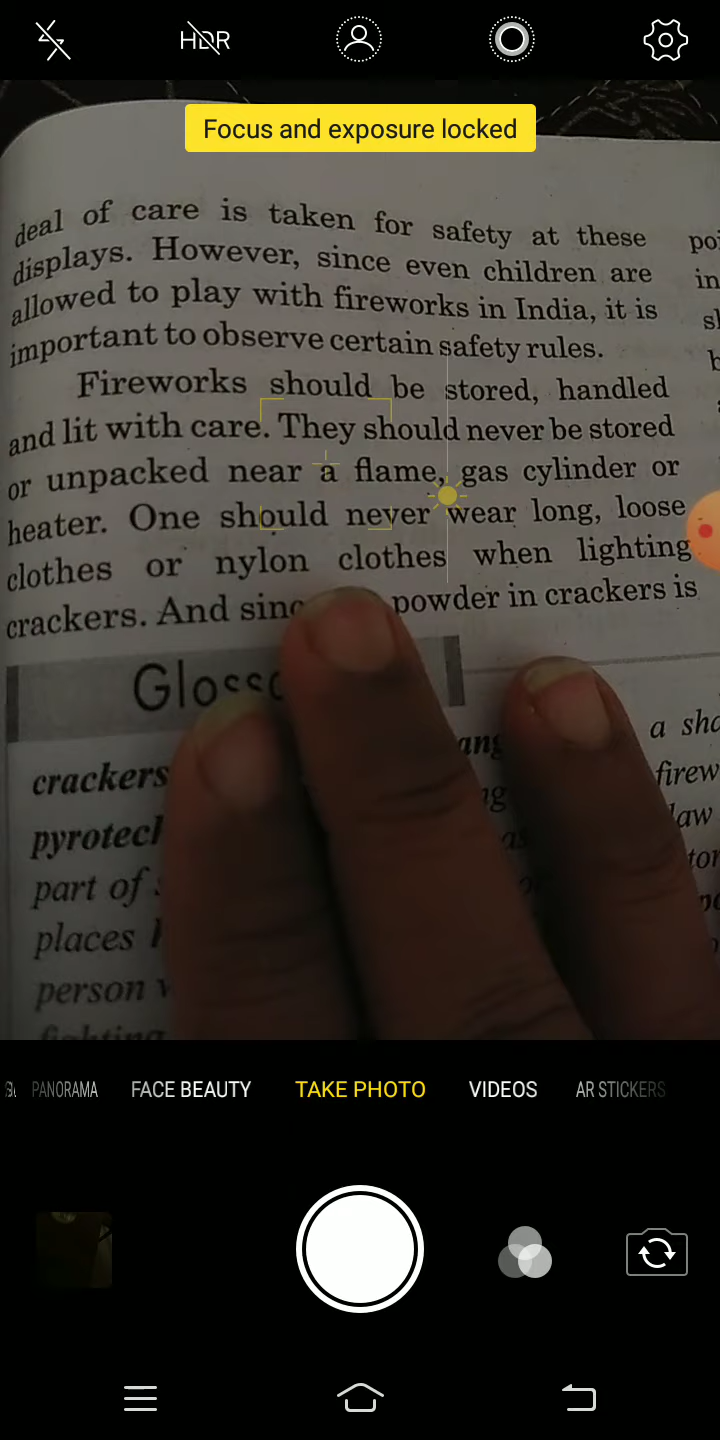 HDR
Focus and exposure locked
deal of care is taken for safety at these
displays. However, since even children are
allowed to play with fireworks in India, it is
important to observe certain safety rules.
Fireworks should be stored, handled
and lit with care. They should never be stored
or unpacked near a flame, gas cylinder or
heater. One should never wear long, loose
clothes or nylon clothes when lighting
crackers. And powder in crackers is
crackers
part of
places
person
a
PANORAMA FACE BEAUTY TAKE PHOTO VIDEOS AR STICKERS